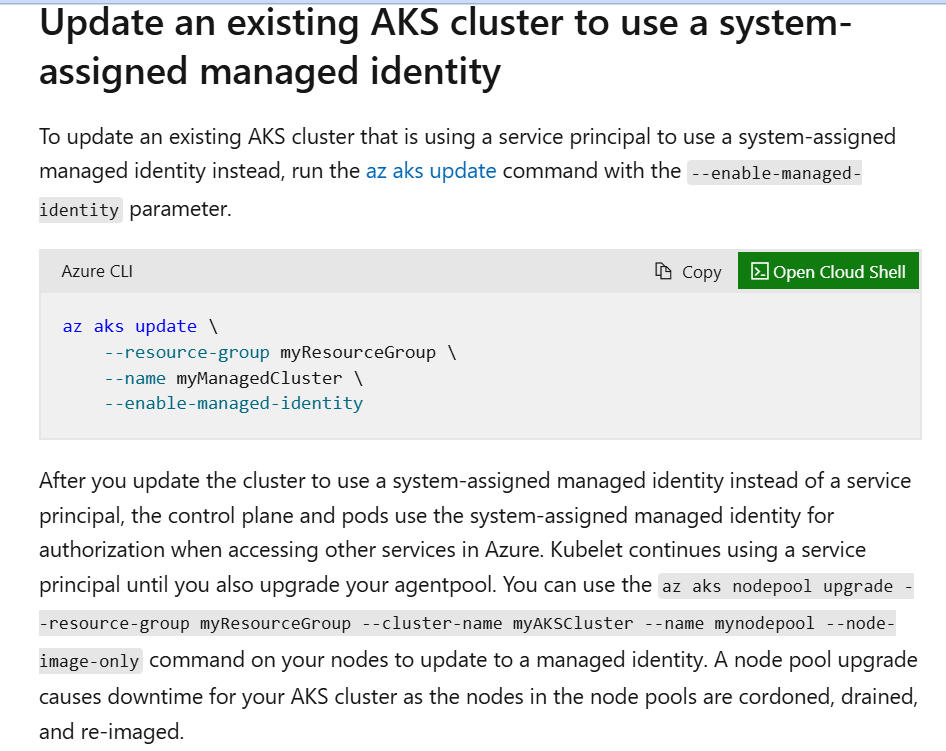 Update an existing AKS cluster to use a system-
assigned managed identity
To update an existing AKS cluster that is using a service principal to use a system-assigned
managed identity instead, run the az aks update command with the --enable-managed-
identity parameter.
Azure CLI Copy Open Cloud Shell
az aks update \
--resource-group myResourceGroup \
--name myManagedCluster \
--enable-managed-identity
After you update the cluster to use a system-assigned managed identity instead of a service
principal, the control plane and pods use the system-assigned managed identity for
authorization when accessing other services in Azure. Kubelet continues using a service
principal until you also upgrade your agentpool. You can use the az aks nodepool upgrade -
-resource-group myResourceGroup --cluster-name myAKSCluster --name mynodepool --node-
image-only command on your nodes to update to a managed identity. A node pool upgrade
causes downtime for your AKS cluster as the nodes in the node pools are cordoned, drained,
and re-imaged.